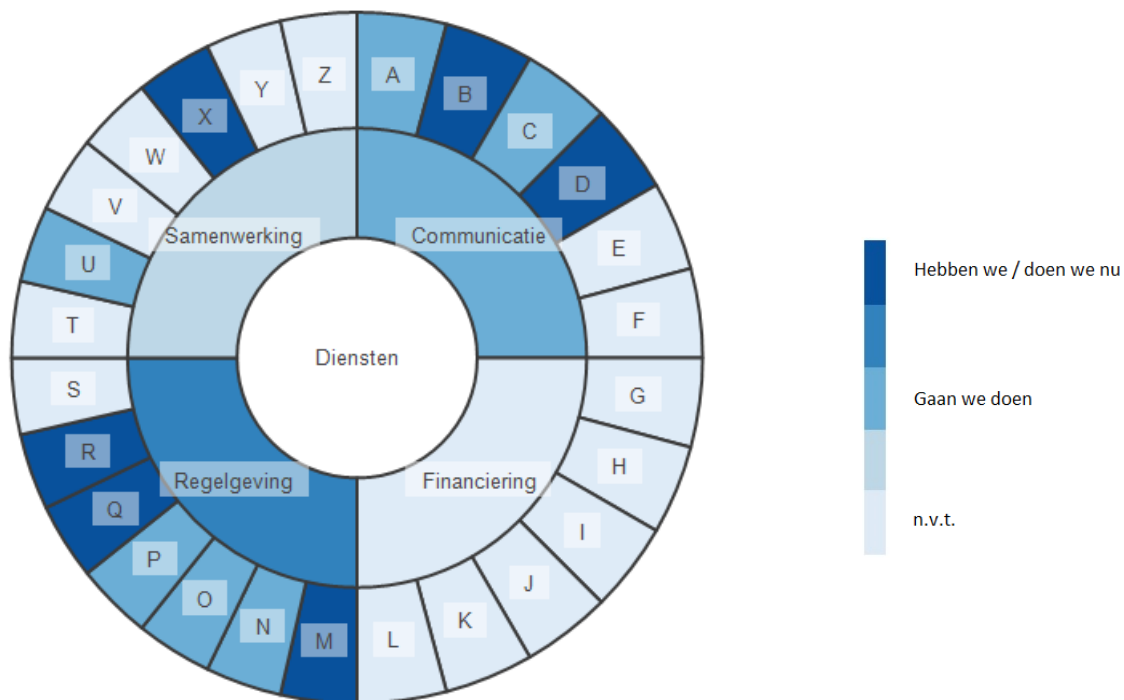 A
B
C
D
E
F
G
H
I
J
K
L
M
N
O
P
Q
R
S
T
U
V
W
X
Y
Z
Samenwerking
Communicatie
Diensten
Regelgeving
Financiering
Hebben we / doen we nu
Gaan we doen
n.v.t.